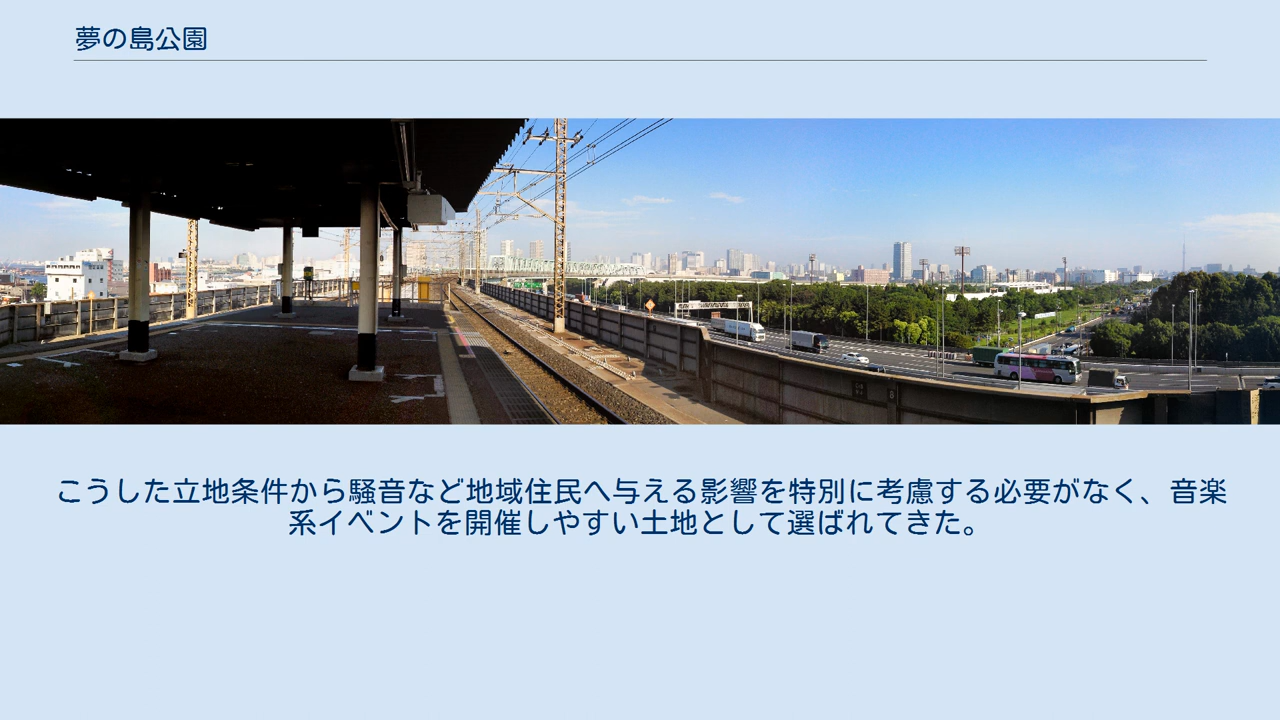 夢の島公園
こうした立地条件から騒音など地域住民へ与える影響を特別に考慮する必要がなく、音楽
系イベントを開催しやすい土地として選ばれてきた。